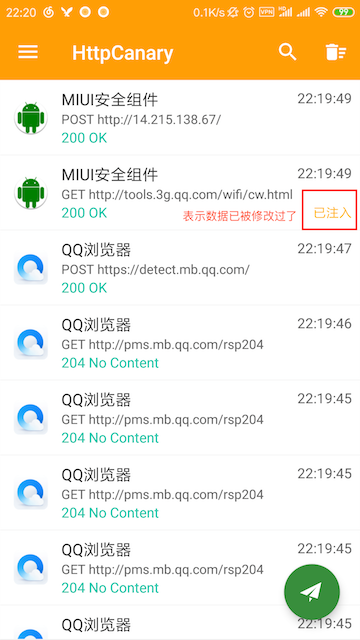 22:20 0.1K/s VPN 99
HttpCanary
MIUI安全组件 22:19:49
POST http://14.215.138.67/
200 OK
MIUI安全组件 22:19:49
GET http://tools.3g.qq.com/wifi/cw.html
200 OK 表示数据已被修改过了 已注入
QQ浏览器 22:19:47
POST https://detect.mb.qq.com/
200 OK
QQ浏览器 22:19:46
GET http://pms.mb.qq.com/rsp204
204 No Content
QQ浏览器 22:19:45
GET http://pms.mb.qq.com/rsp204
204 No Content
QQ浏览器 22:19:45
GET http://pms.mb.qq.com/rsp204
204 No Content
QQ浏览器 22:19:45
GET http://pms.mb.qq.com/rsp204
204 No Content
QQ浏览器 22:19:45